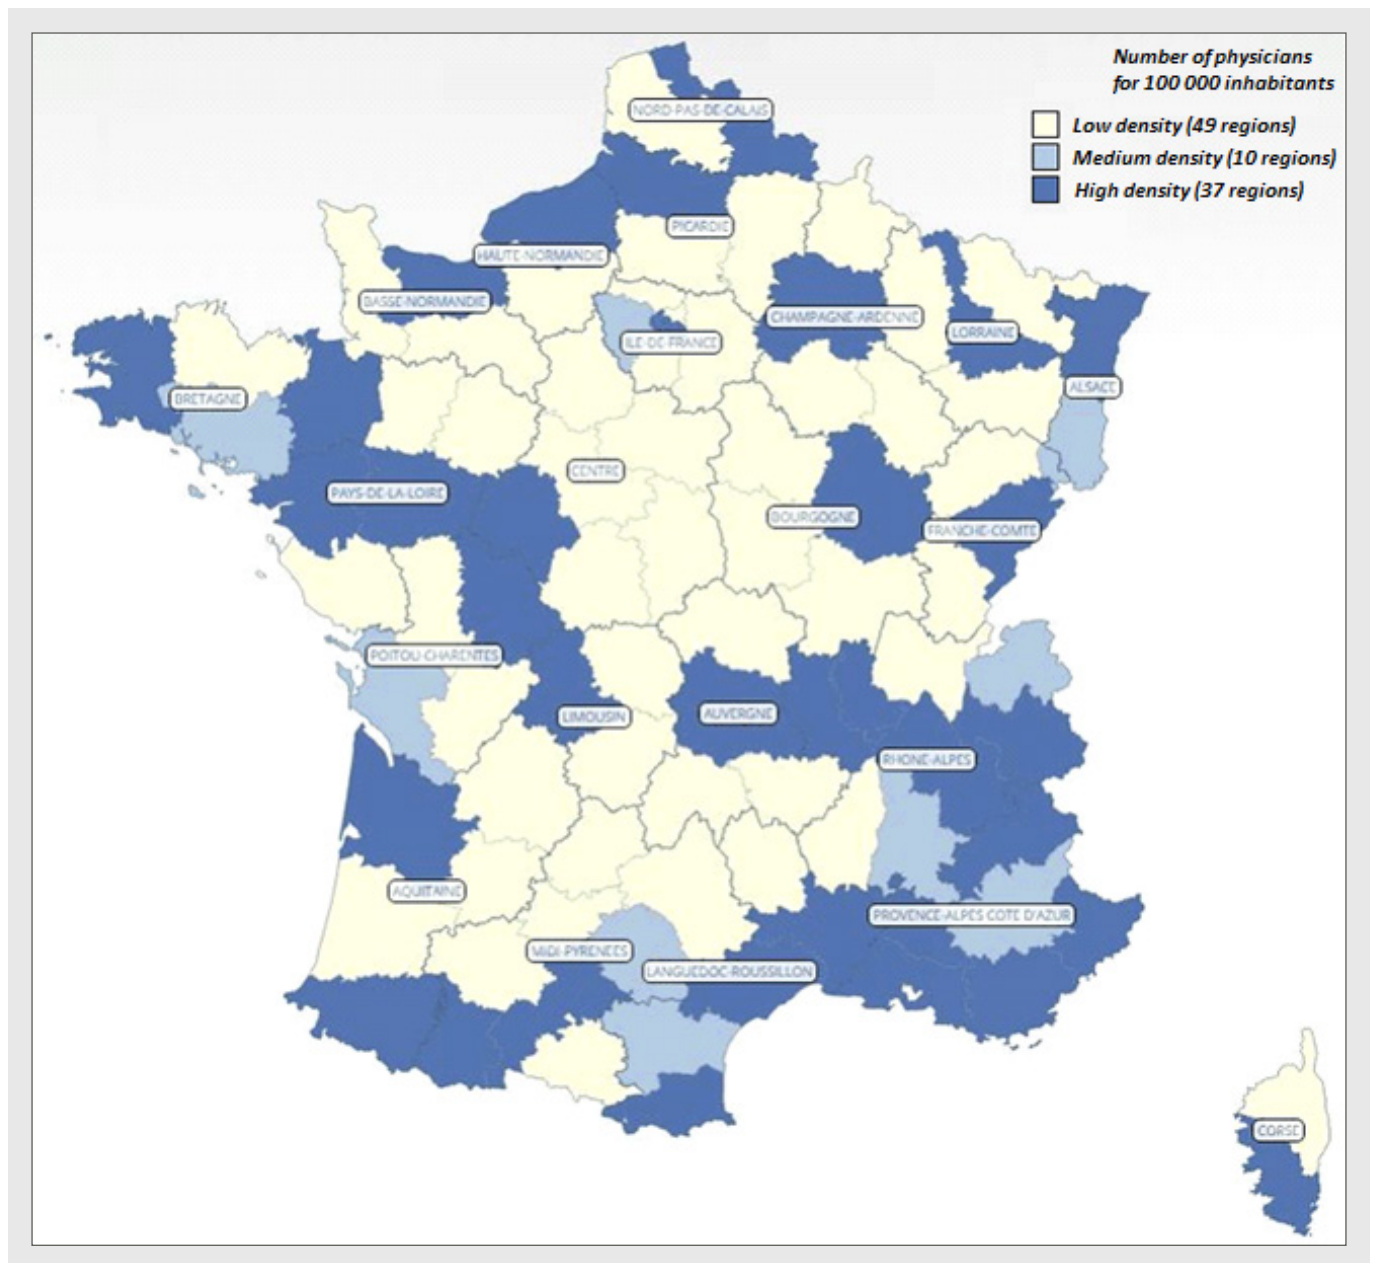 Number of physicians
for 100 000 inhabitants
Low density (49 regions)
Medium density (10 regions)
High density (37 regions)
NORD-PAS-DE-CALAIS
PICARDIE
HAUTE-NORMANDIE
BASSE-NORMANDIE
CHAMPAGNE-ARDENNE
LORRAINE
ILE-DE-FRANCE
ALSACE
BRETAGNE
CENTRE
PAYS-DE-LA-LOIRE
BOURGOGNE
FRANCHE-COMTE
POITOU-CHARENTES
LIMOUSIN
AUVERGNE
RHONE-ALPES
AQUITAINE
PROVENCE-ALPES COTE D'AZUR
MIDI-PYRENEES
LANGUEDOC-ROUSSILLON
CORSE